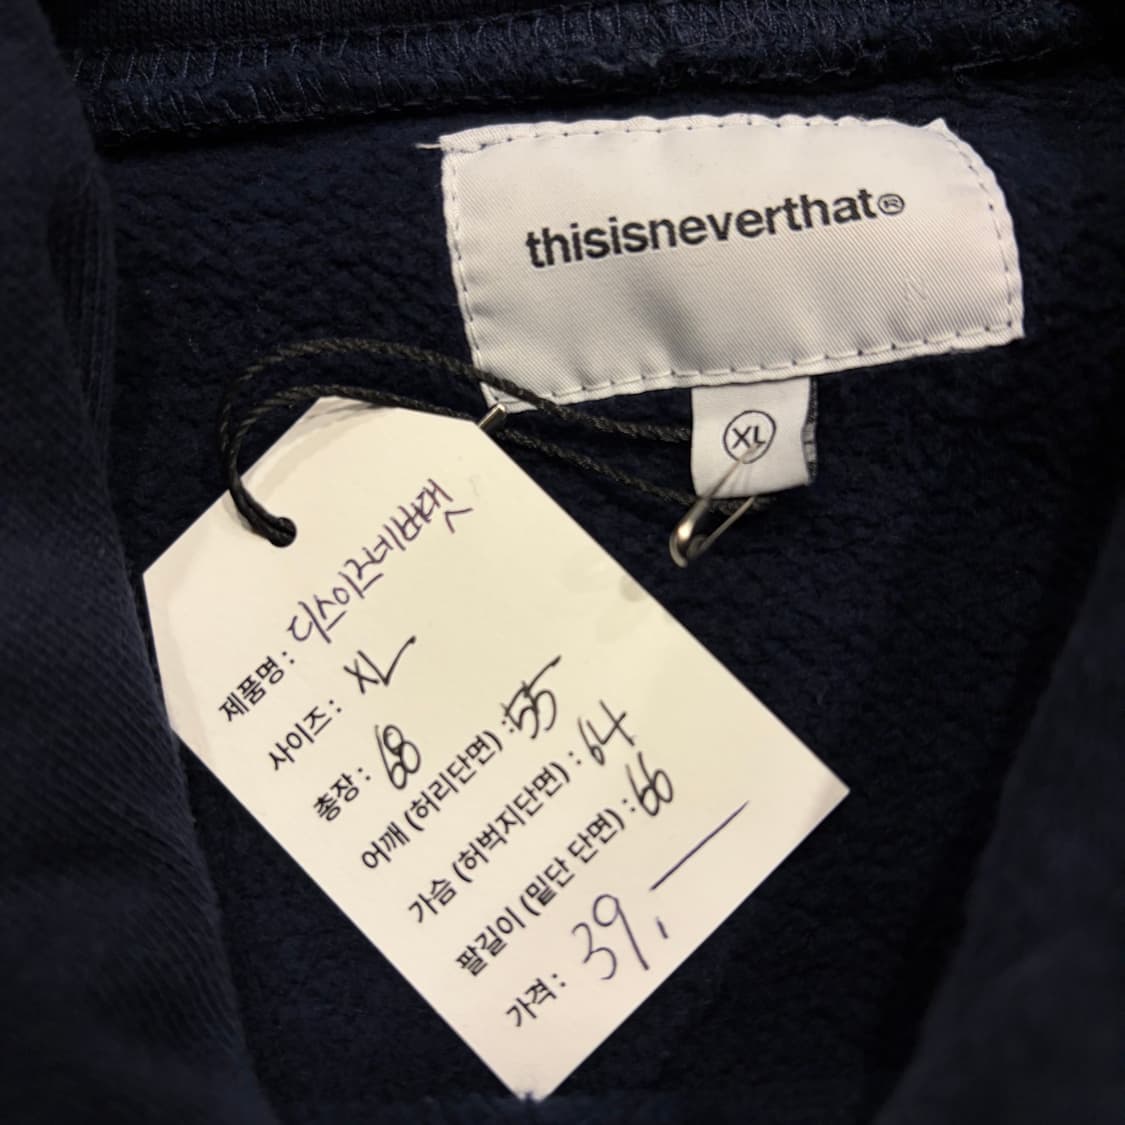 thisisneverthat®
XL
제품명: 디스이즈네버댓
사이즈: XL
총장: 68
어깨 (허리단면) : 55
가슴 (허벅지단면) : 64
팔길이 (밑단 단면) : 66
가격: 39,